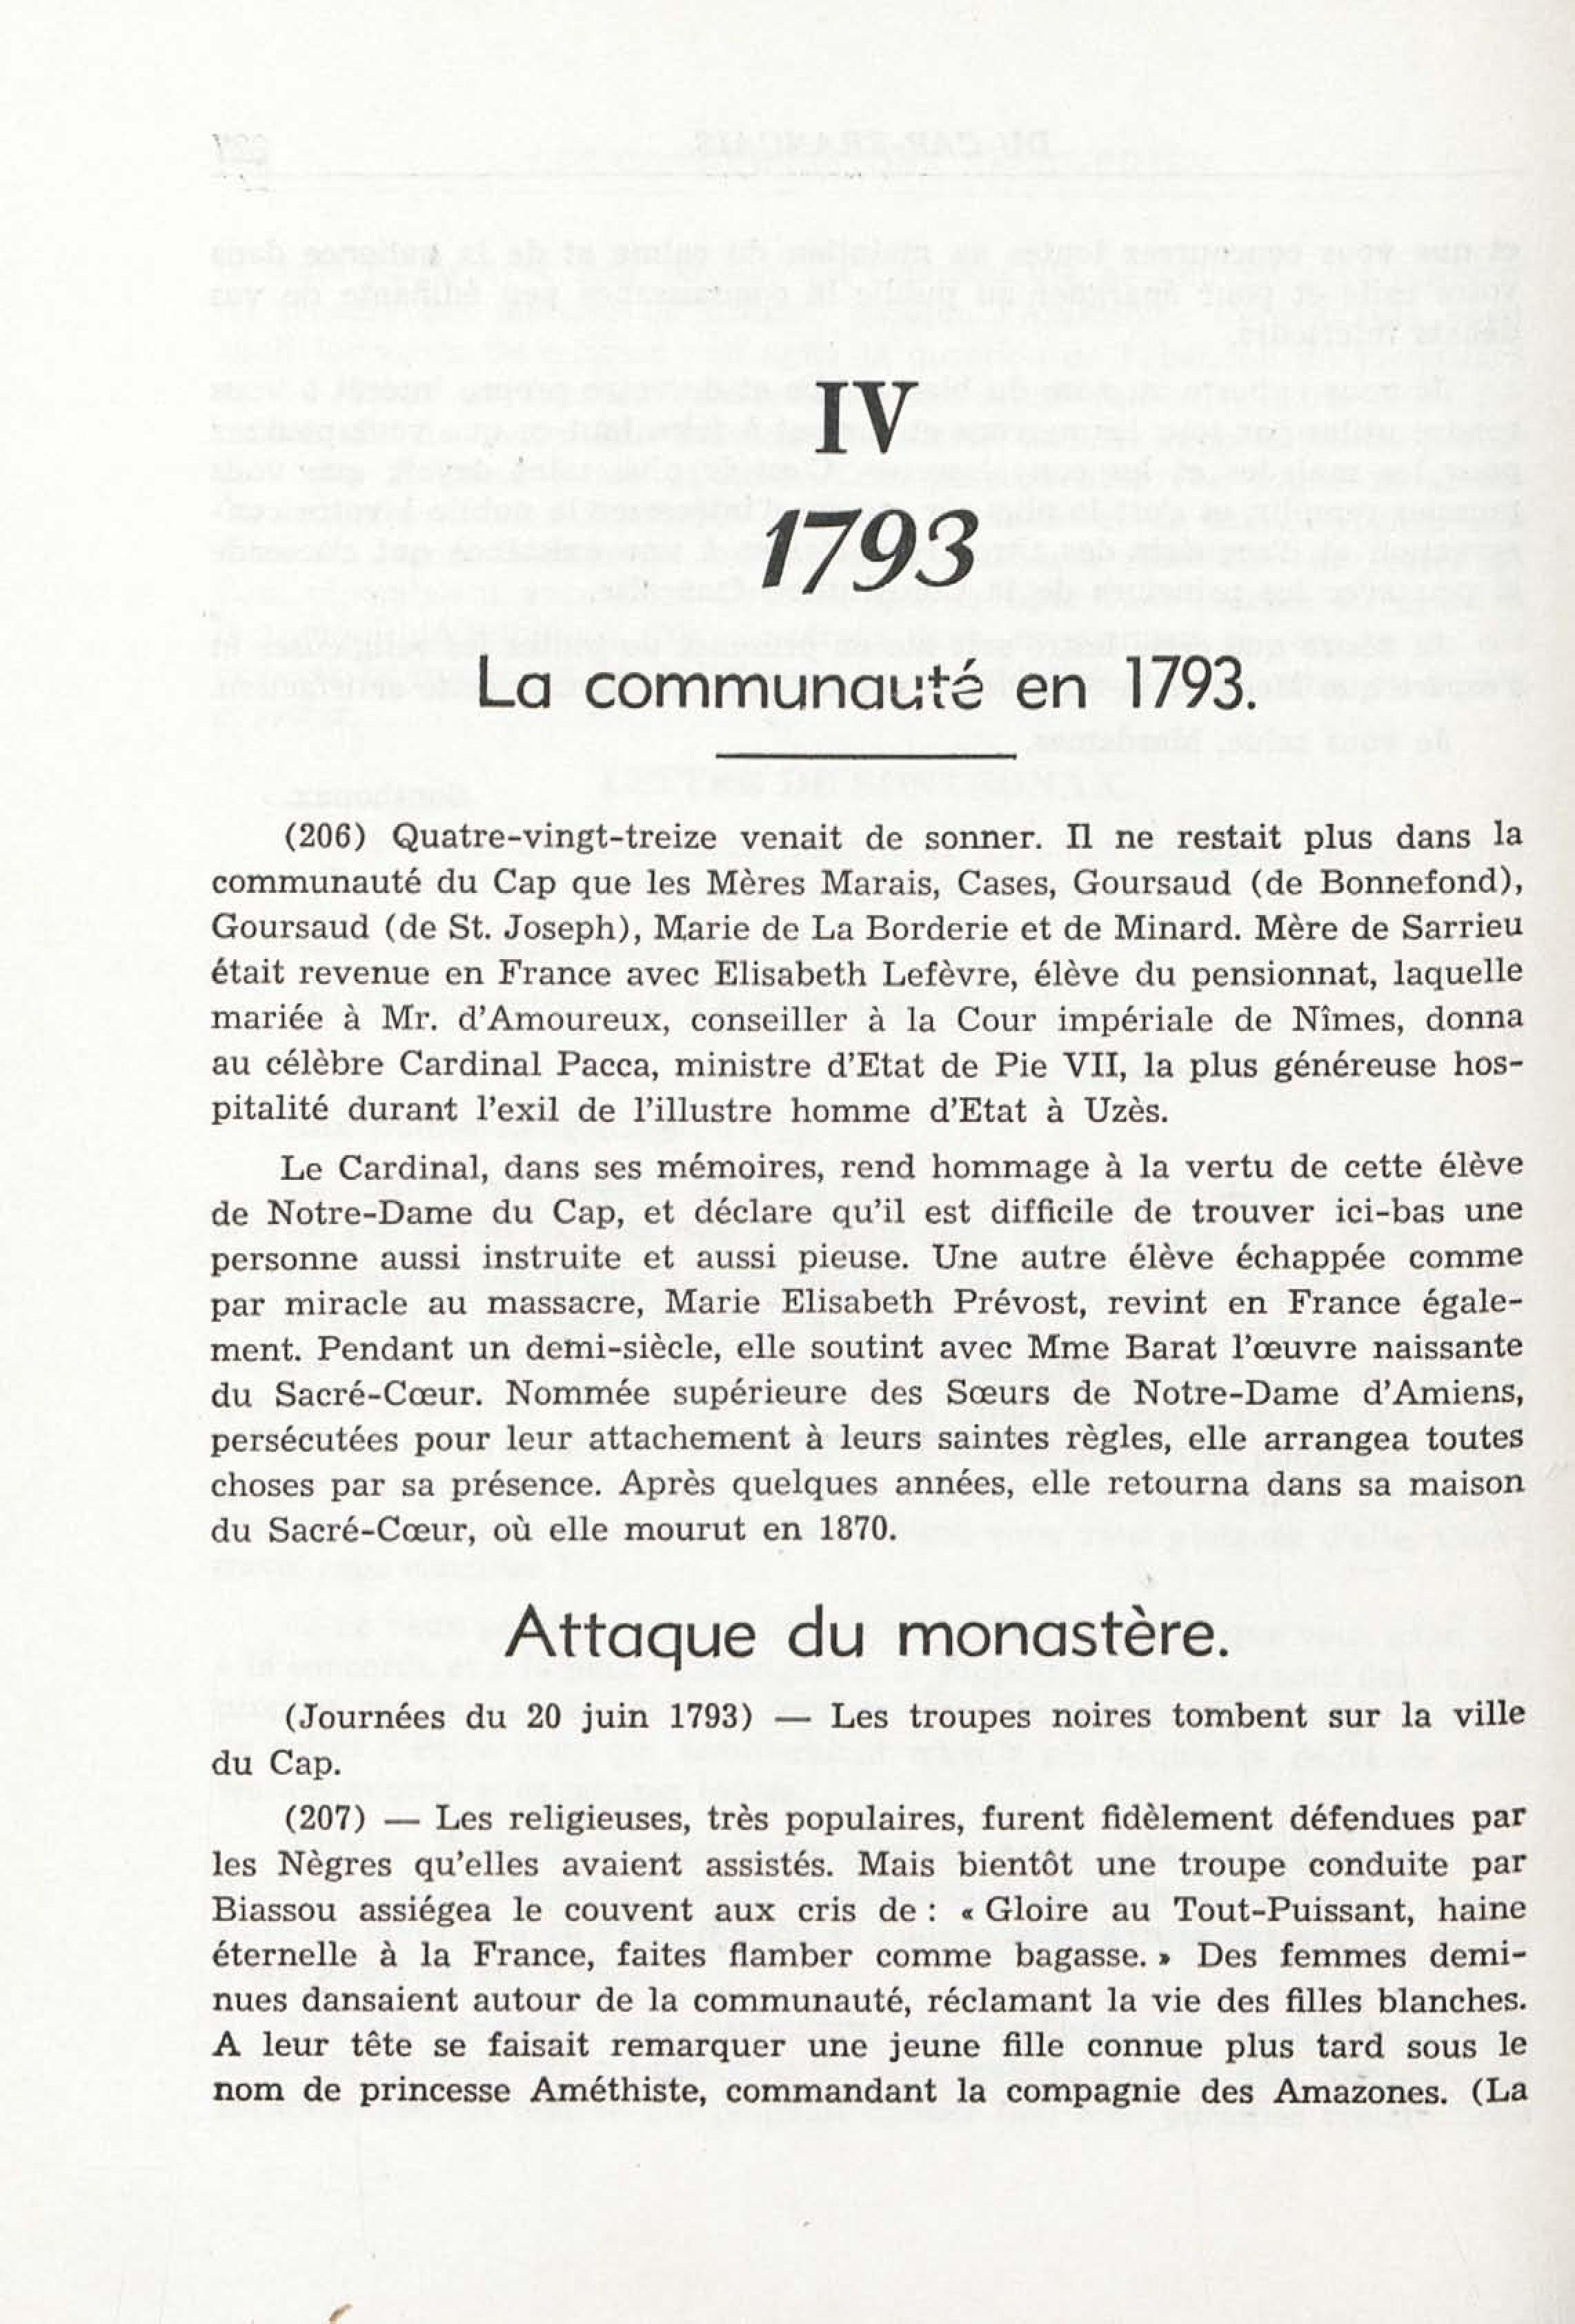 IV
1793
La communauté en 1793.
(206) Quatre-vingt-treize venait de sonner. Il ne restait plus dans la
communauté du Cap que les Mères Marais, Cases, Goursaud (de Bonnefond),
Goursaud (de St. Joseph), Marie de La Borderie et de Minard. Mère de Sarrieu
était revenue en France avec Elisabeth Lefèvre, élève du pensionnat, laquelle
mariée à Mr. d'Amoureux, conseiller à la Cour impériale de Nîmes, donna
au célèbre Cardinal Pacca, ministre d'Etat de Pie VII, la plus généreuse hos-
pitalité durant l'exil de l'illustre homme d'Etat à Uzès.
Le Cardinal, dans ses mémoires, rend hommage à la vertu de cette élève
de Notre-Dame du Cap, et déclare qu'il est difficile de trouver ici-bas une
personne aussi instruite et aussi pieuse. Une autre élève échappée comme
par miracle au massacre, Marie Elisabeth Prévost, revint en France égale-
ment. Pendant un demi-siècle, elle soutint avec Mme Barat l'œuvre naissante
du Sacré-Cœur. Nommée supérieure des Sœurs de Notre-Dame d'Amiens,
persécutées pour leur attachement à leurs saintes règles, elle arrangea toutes
choses par sa présence. Après quelques années, elle retourna dans sa maison
du Sacré-Cœur, où elle mourut en 1870.
Attaque du monastère.
(Journées du 20 juin 1793) — Les troupes noires tombent sur la ville
du Cap.
(207) — Les religieuses, très populaires, furent fidèlement défendues par
les Nègres qu'elles avaient assistés. Mais bientôt une troupe conduite par
Biassou assiégea le couvent aux cris de : « Gloire au Tout-Puissant, haine
éternelle à la France, faites flamber comme bagasse. » Des femmes demi-
nues dansaient autour de la communauté, réclamant la vie des filles blanches.
A leur tête se faisait remarquer une jeune fille connue plus tard sous le
nom de princesse Améthiste, commandant la compagnie des Amazones. (La